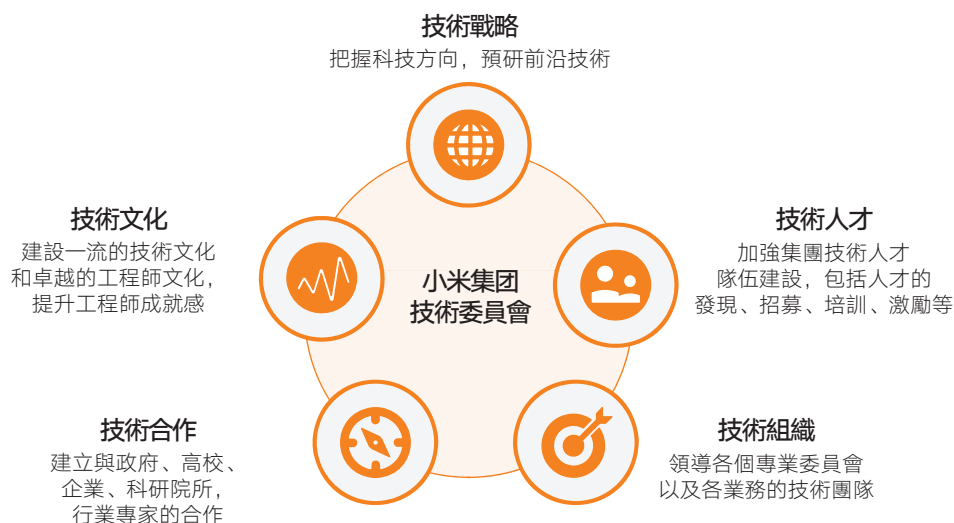 技術戰略
把握科技方向，預研前沿技術
技術文化
建設一流的技術文化
和卓越的工程師文化，
提升工程師成就感
小米集团
技術委員會
技術人才
加強集團技術人才
隊伍建設，包括人才的
發現、招募、培訓、激勵等
技術合作
建立與政府、高校、
企業、科研院所，
行業專家的合作
技術組織
領導各個專業委員會
以及各業務的技術團隊